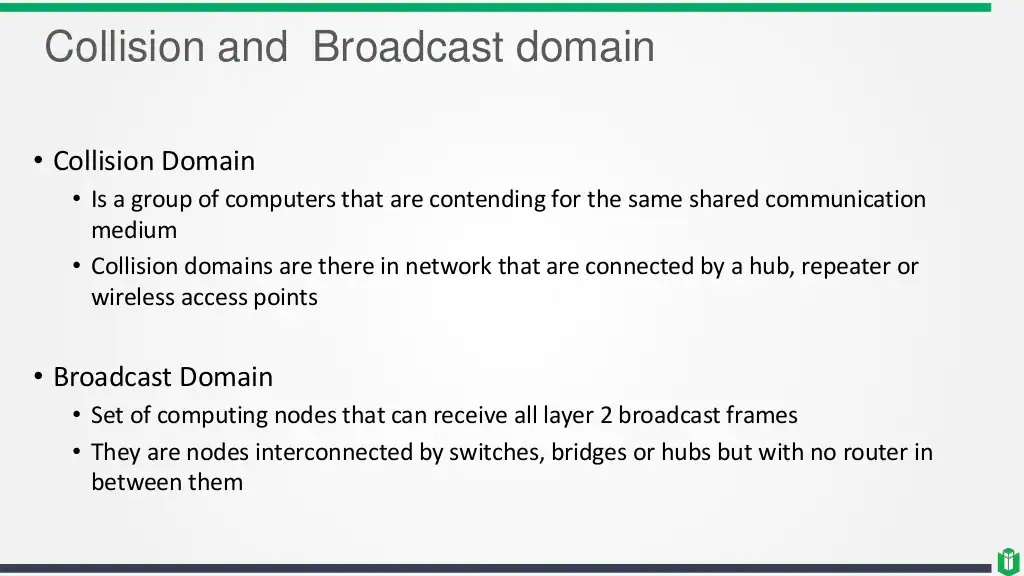 Collision and  Broadcast domain
• Collision Domain
• Is a group of computers that are contending for the same shared communication
medium
• Collision domains are there in network that are connected by a hub, repeater or
wireless access points
• Broadcast Domain
• Set of computing nodes that can receive all layer 2 broadcast frames
• They are nodes interconnected by switches, bridges or hubs but with no router in
between them